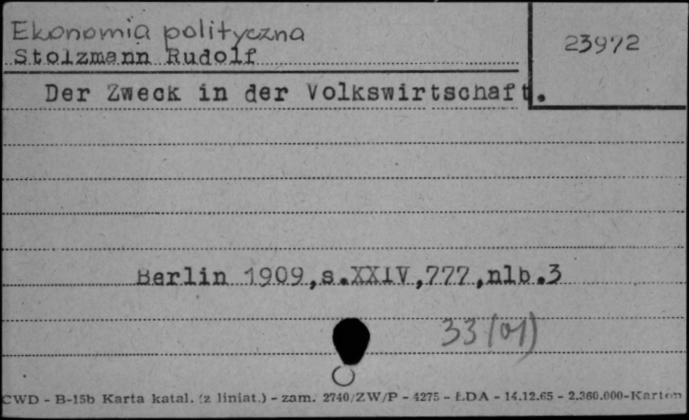 Ekonomia polityczna
23972
Stolzmann Rudolf
Der Zweck in der Volkswirtschaft.
Berlin 1909,s.XXIV,777,nlb.3
33 (01)
CWD - B-15b Karta katal. (z liniat.) - zam. 2740/ZW/P - 4275 - ŁDA - 14.12.65 - 2.360.000-Karton